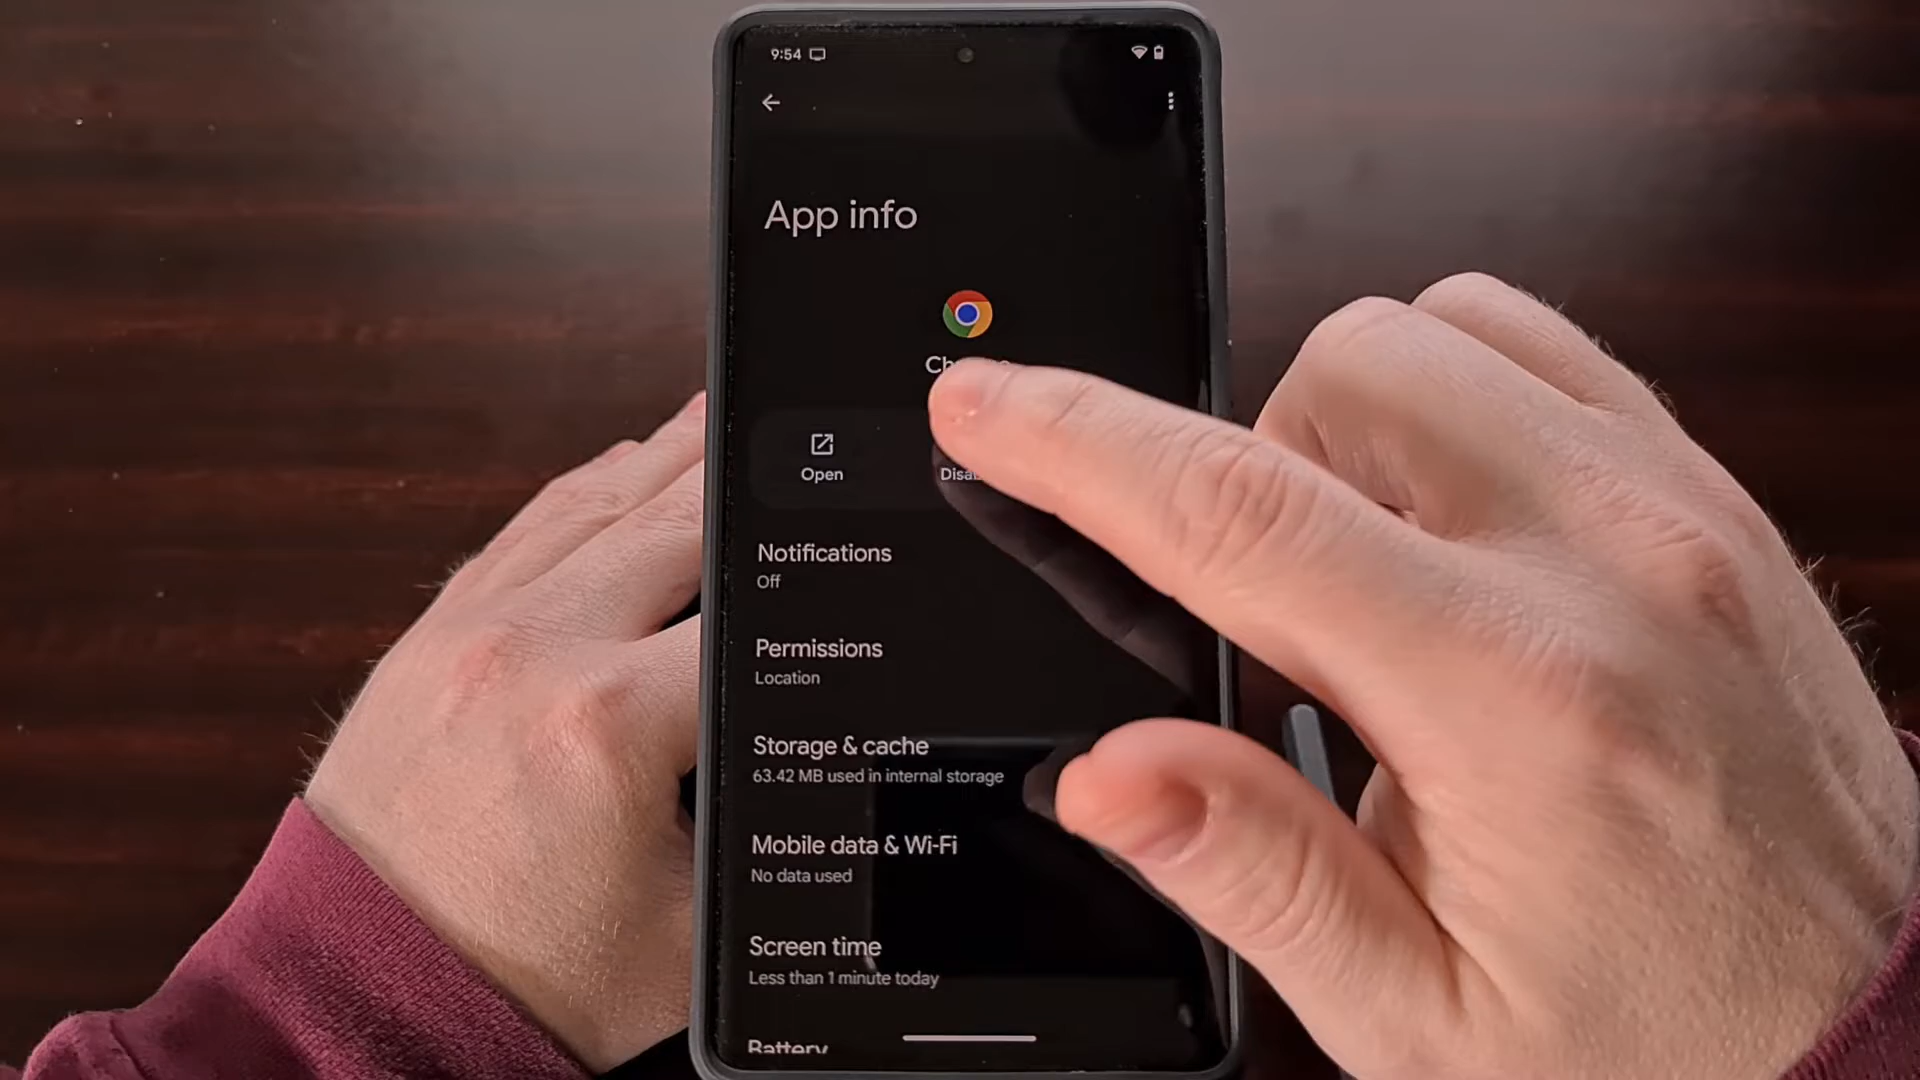 9:54
App info
Open
Notifications
Off
Permissions
Location
Storage & cache
63.42 MB used in internal storage
Mobile data & Wi-Fi
No data used
Screen time
Less than 1 minute today
Battery